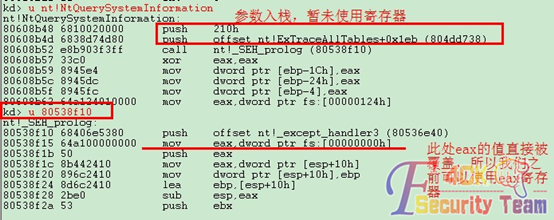 kd> u nt!NtQuerySystemInformation
nt!NtQuerySystemInformation:
参数入栈，暂未使用寄存器
80608b48 6810020000 push 210h
80608b4d 6838d74d80 push offset nt!ExTraceAllTables+0x1eb (804dd738)
80608b52 e8b903f3ff call nt!_SEH_prolog (80538f10)
80608b57 33c0 xor eax,eax
80608b59 8945e4 mov dword ptr [ebp-1Ch],eax
80608b5c 8945dc mov dword ptr [ebp-24h],eax
80608b5f 8945fc mov dword ptr [ebp-4],eax
80608b62 64a124010000 mov eax,dword ptr fs:[00000124h]
kd> u 80538f10
nt!_SEH_prolog:
80538f10 68406e5380 push offset nt!_except_handler3 (80536e40)
80538f15 64a100000000 mov eax,dword ptr fs:[00000000h]
80538f1b 50 push eax
80538f1c 8b442410 mov eax,dword ptr [esp+10h]
80538f20 896c2410 mov dword ptr [esp+10h],ebp
80538f24 8d6c2410 lea ebp,[esp+10h]
80538f28 2be0 sub esp,eax
80538f2a 53 push ebx
此处eax的值直接被
覆盖，所以我们之
前可以使用eax寄存
器
Security Team